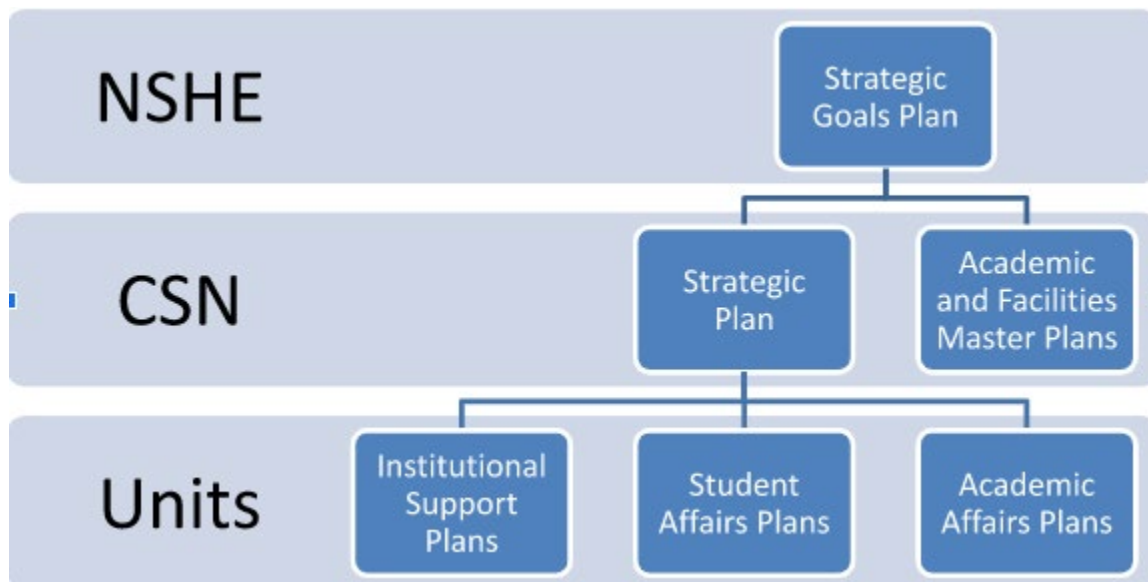 NSHE
Strategic
Goals Plan
CSN
Strategic
Plan
Academic
and Facilities
Master Plans
Units
Institutional
Support
Plans
Student
Affairs Plans
Academic
Affairs Plans